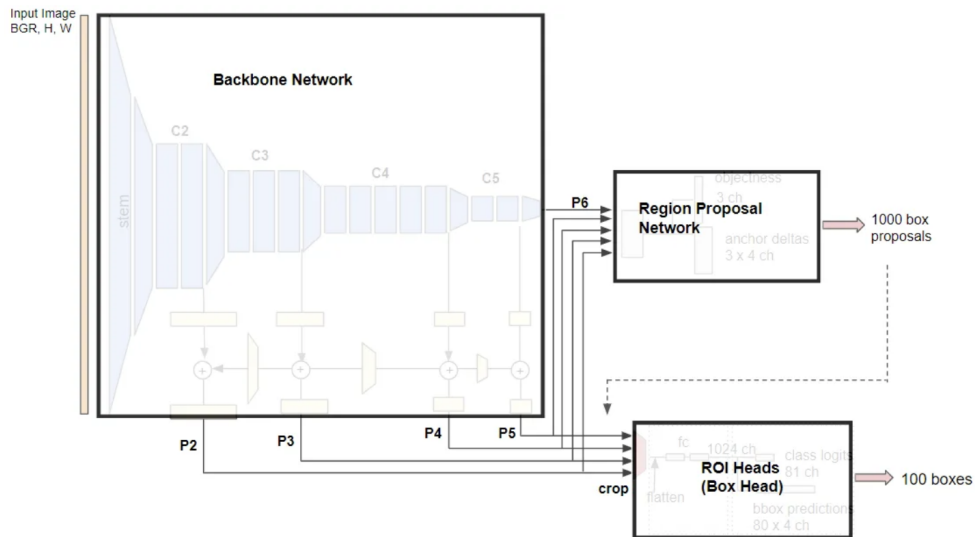 Input Image
BGR, H, W
Backbone Network
C2
C3
C4
C5
stem
P6
objectness
3 ch
Region Proposal
Network
anchor deltas
3 x 4 ch
1000 box
proposals
P2
P3
P4
P5
crop
fc
1024 ch
class logits
81 ch
ROI Heads
(Box Head)
flatten
bbox predictions
80 x 4 ch
100 boxes